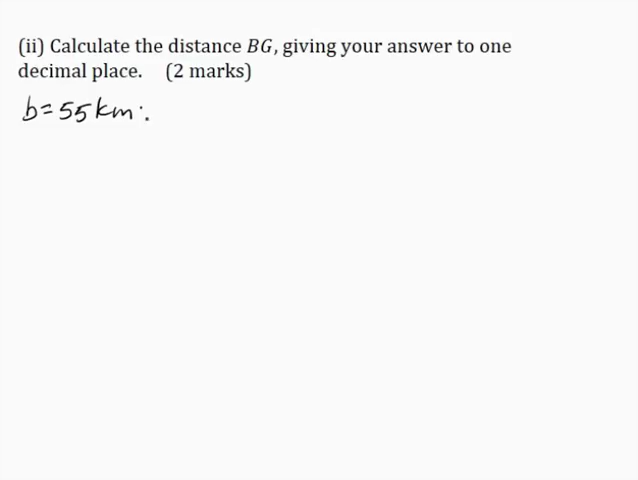 (ii) Calculate the distance BG, giving your answer to one
decimal place. (2 marks)
b=55km∴